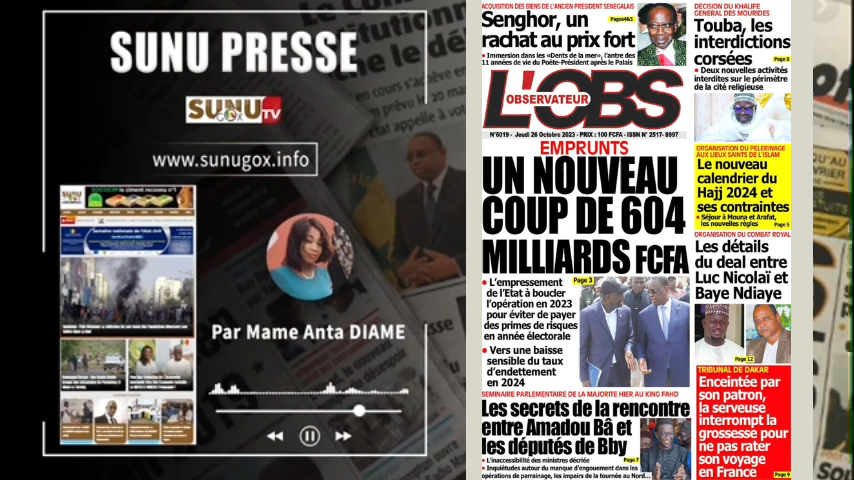 SUNU PRESSE
SUNU
GOX
TV
www.sunugox.info
Par Mame Anta DIAME
ACQUISITION DES BIENS DE L'ANCIEN PRESIDENT SENEGALAIS
Senghor, un
rachat au prix fort
Pages4&5
• Immersion dans les «Dents de la mer», l'antre des
11 années de vie du Poète-Président après le Palais
DECISION DU KHALIFE
GENERAL DES MOURIDES
Touba, les
interdictions
corsées
Page 8
• Deux nouvelles activités
interdites sur le périmètre
de la cité religieuse
L'OBS
OBSERVATEUR
N°6019 - Jeudi 26 Octobre 2023 - PRIX : 100 FCFA - ISSN N° 2517- 8997
EMPRUNTS
UN NOUVEAU
COUP DE 604
MILLIARDS FCFA
Page 3
• L'empressement
de l'Etat à boucler
l'opération en 2023
pour éviter de payer
des primes de risques
en année électorale
• Vers une baisse
sensible du taux
d'endettement
en 2024
ORGANISATION DU PELERINAGE
AUX LIEUX SAINTS DE L'ISLAM
Le nouveau
calendrier du
Hajj 2024 et
ses contraintes
• Séjour à Mouna et Arafat,
les nouvelles règles
Page 5
ORGANISATION DU COMBAT ROYAL
Les détails
du deal entre
Luc Nicolaï et
Baye Ndiaye
Page 12
SEMINAIRE PARLEMENTAIRE DE LA MAJORITE HIER AU KING FAHD
Les secrets de la rencontre
entre Amadou Bâ et
les députés de Bby
Page 7
• L'inaccessibilité des ministres décriée
• Inquiétudes autour du manque d'engouement dans les
opérations de parrainage, les impairs de la tournée au Nord...
TRIBUNAL DE DAKAR
Enceintée par
son patron,
la serveuse
interrompt la
grossesse pour
ne pas rater
son voyage
en France
Page 9